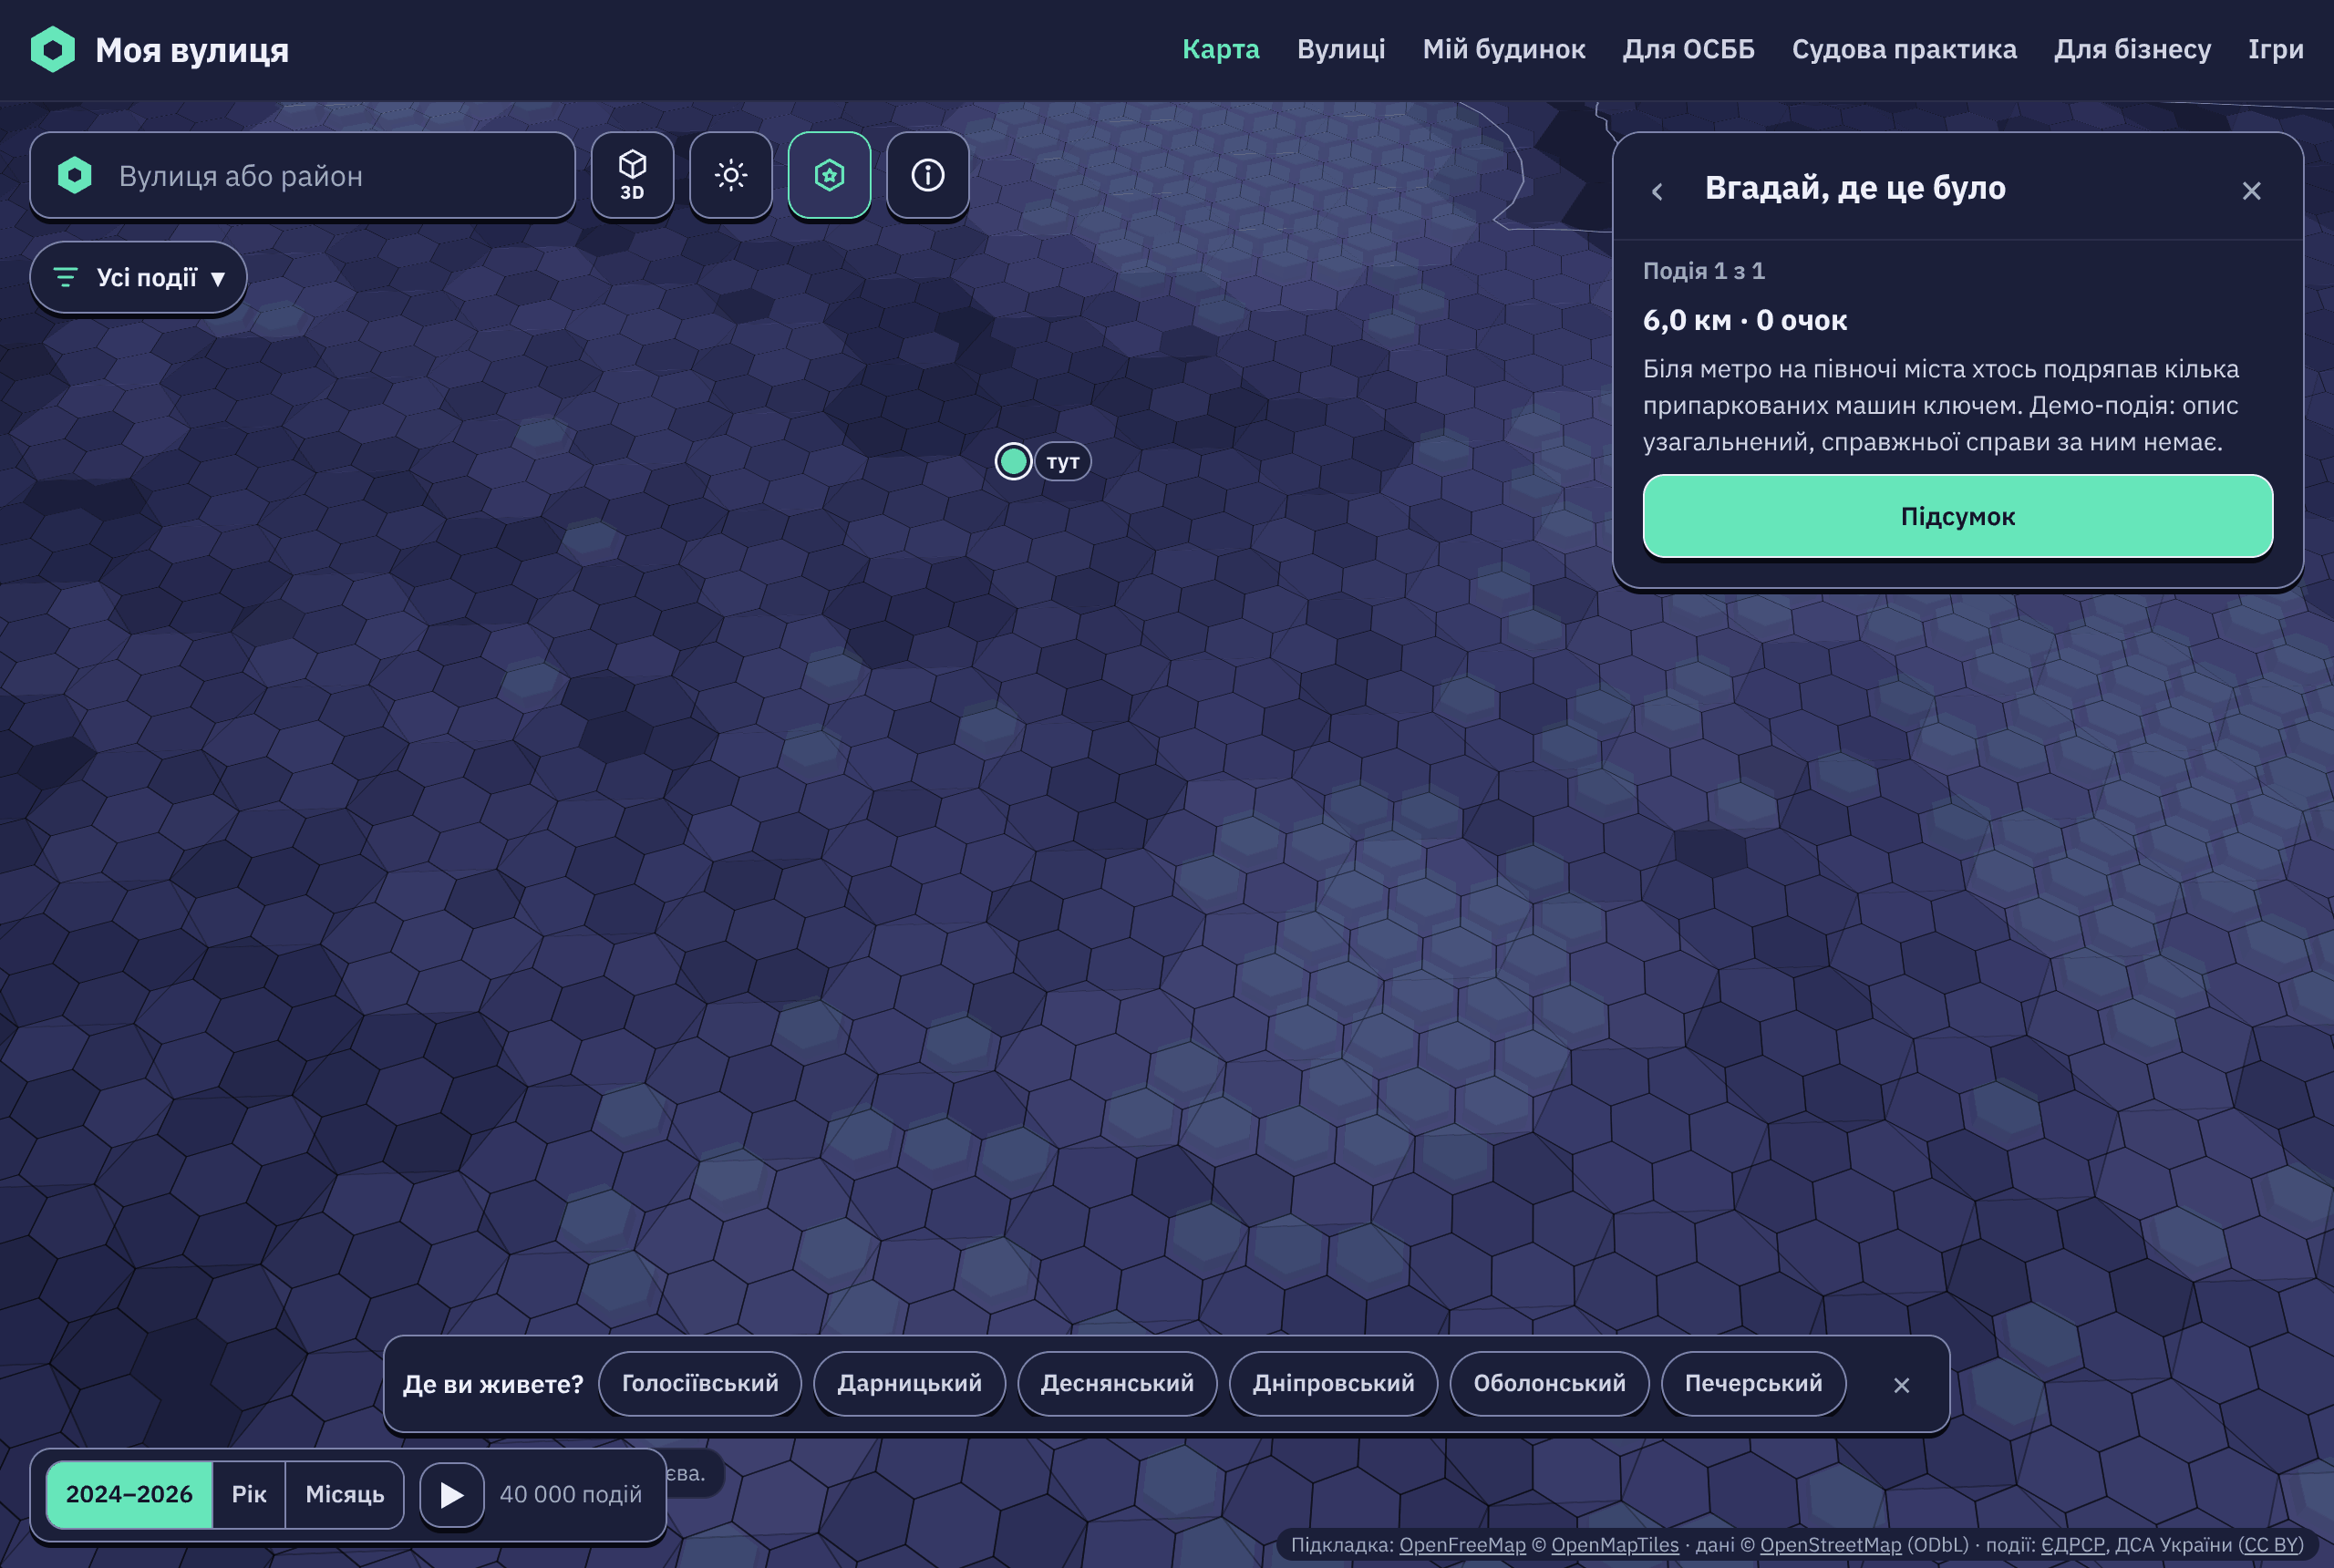 Моя вулиця
Карта Вулиці Мій будинок Для ОСББ Судова практика Для бізнесу Ігри
Вулиця або район
3D
Усі події ▼
Вгадай, де це було
Подія 1 з 1
6,0 км · 0 очок
Біля метро на півночі міста хтось подряпав кілька
припаркованих машин ключем. Демо-подія: опис
узагальнений, справжньої справи за ним немає.
Підсумок
тут
Де ви живете? Голосіївський Дарницький Деснянський Дніпровський Оболонський Печерський
єва.
2024–2026 Рік Місяць 40 000 подій
Підкладка: OpenFreeMap © OpenMapTiles · дані © OpenStreetMap (ODbL) · події: ЄДРСР, ДСА України (CC BY)